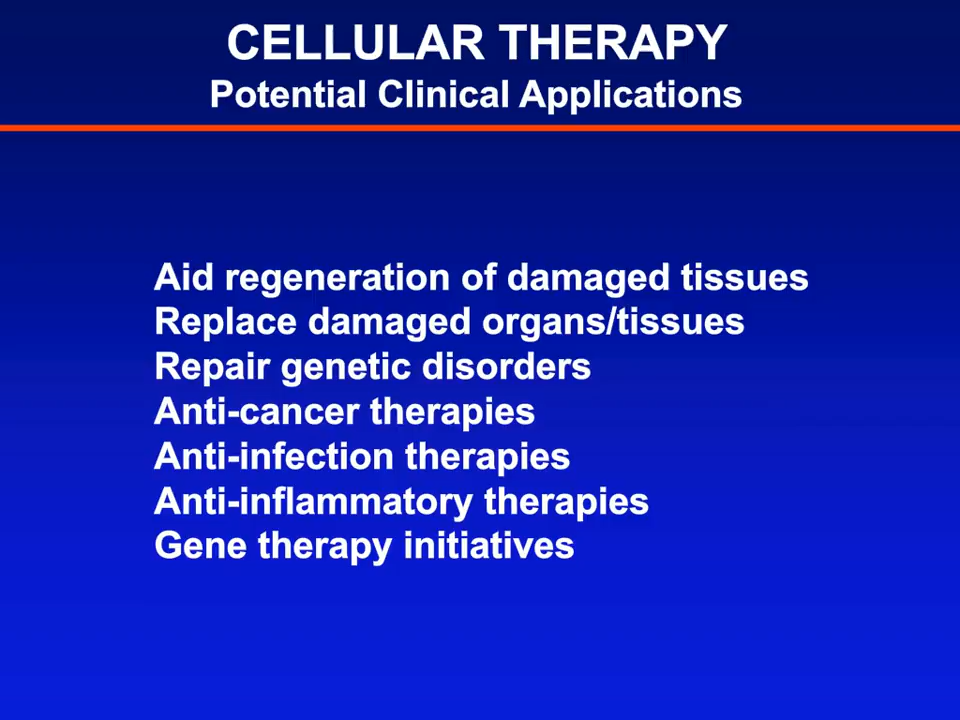 CELLULAR THERAPY
Potential Clinical Applications
Aid regeneration of damaged tissues
Replace damaged organs/tissues
Repair genetic disorders
Anti-cancer therapies
Anti-infection therapies
Anti-inflammatory therapies
Gene therapy initiatives